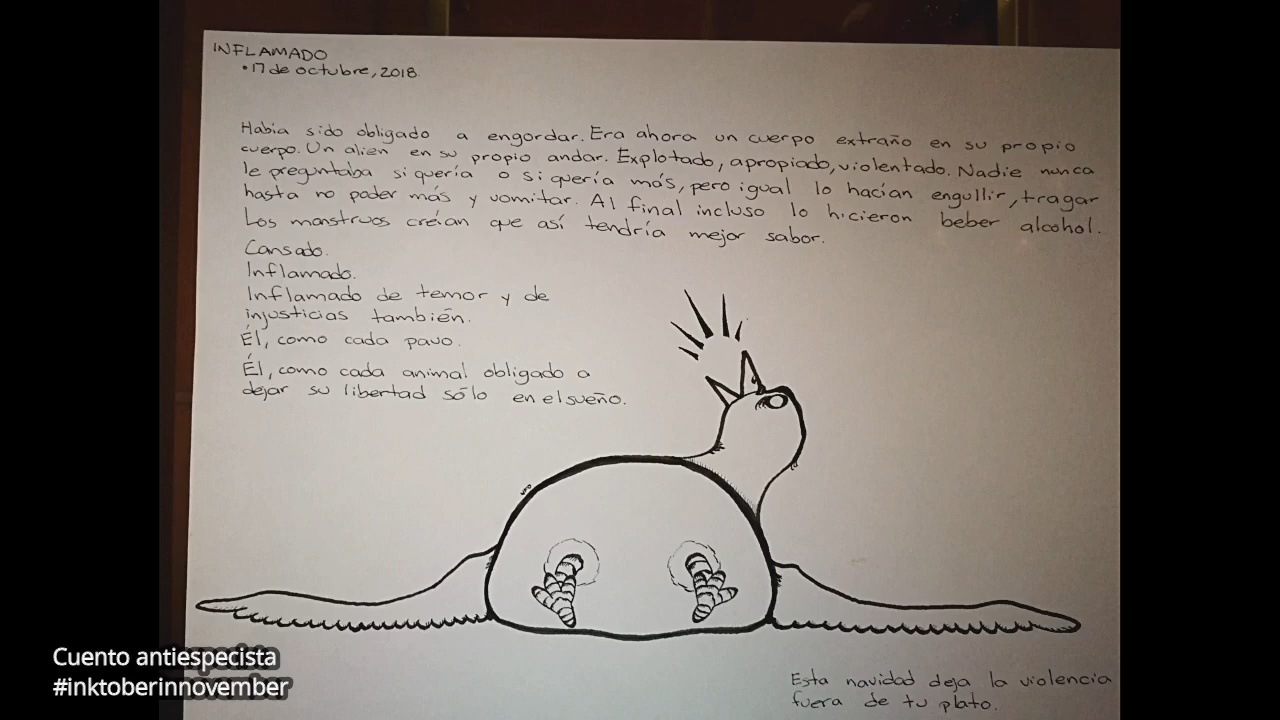 INFLAMADO
•17 de octubre, 2018
Había sido obligado a engordar. Era ahora un cuerpo extraño en su propio
cuerpo. Un alien en su propio andar. Explotado, apropiado, violentado. Nadie nunca
le preguntaba si quería o si quería más, pero igual lo hacían engullir, tragar
hasta no poder más y vomitar. Al final incluso lo hicieron beber alcohol.
Los monstruos creían que así tendría mejor sabor.
Cansado.
Inflamado.
Inflamado de temor y de
injusticias también.
Él, como cada pavo.
Él, como cada animal obligado a
dejar su libertad sólo en el sueño.
Esta navidad deja la violencia
fuera de tu plato.
Cuento antiespecista
#inktoberinnovember